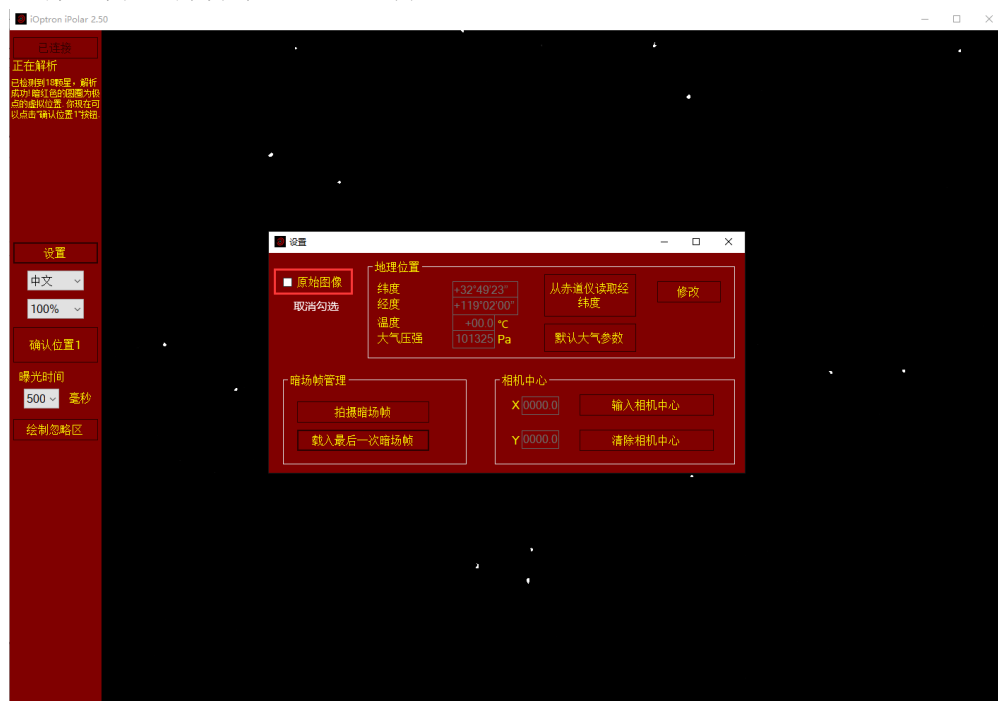 iOptron iPolar 2.50
已连接
正在解析
已检测到18颗星，解析
成功! 暗红色的圆圈为极
点的虚拟位置. 你现在可
以点击"确认位置1"按钮.
设置
中文
100%
确认位置1
曝光时间
500 毫秒
绘制忽略区
设置
原始图像
取消勾选
地理位置
纬度 +32°49'23"
经度 +119°02'00"
温度 +00.0 °C
大气压强 101325 Pa
从赤道仪读取经
纬度
修改
默认大气参数
暗场帧管理
拍摄暗场帧
载入最后一次暗场帧
相机中心
X 0000.0 输入相机中心
Y 0000.0 清除相机中心